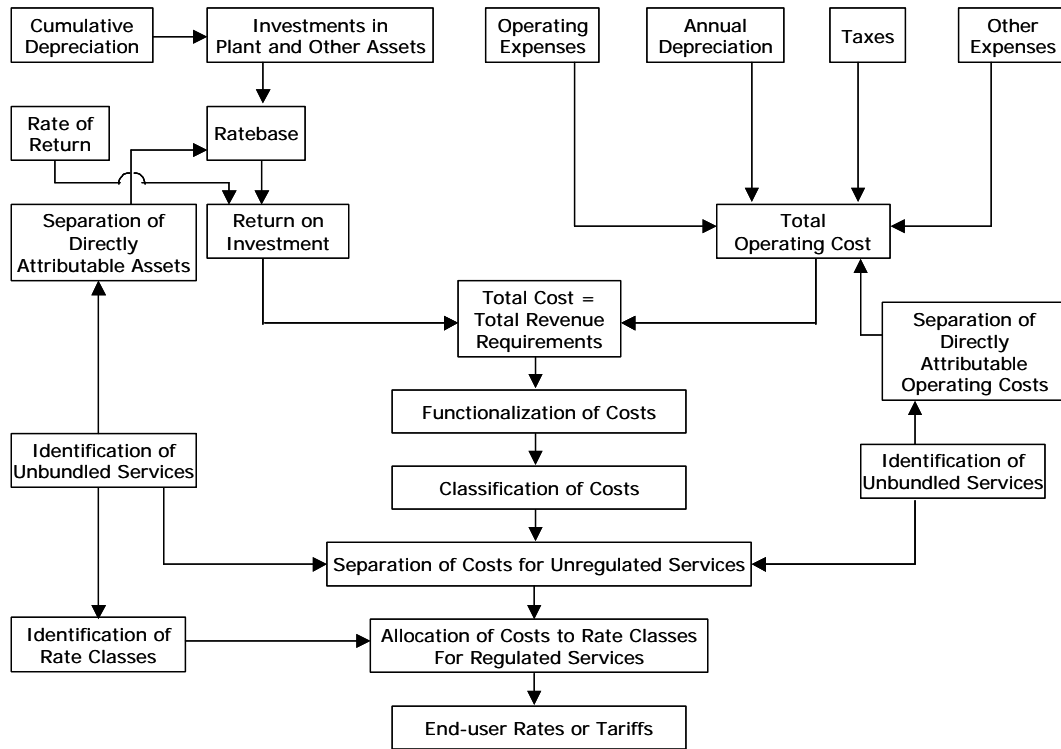 Cumulative
Depreciation
Investments in
Plant and Other Assets
Operating
Expenses
Annual
Depreciation
Taxes
Other
Expenses
Rate of
Return
Ratebase
Separation of
Directly
Attributable Assets
Return on
Investment
Total
Operating Cost
Total Cost =
Total Revenue
Requirements
Separation of
Directly
Attributable
Operating Costs
Functionalization of Costs
Identification of
Unbundled Services
Classification of Costs
Identification of
Unbundled Services
Separation of Costs for Unregulated Services
Identification of
Rate Classes
Allocation of Costs to Rate Classes
For Regulated Services
End-user Rates or Tariffs